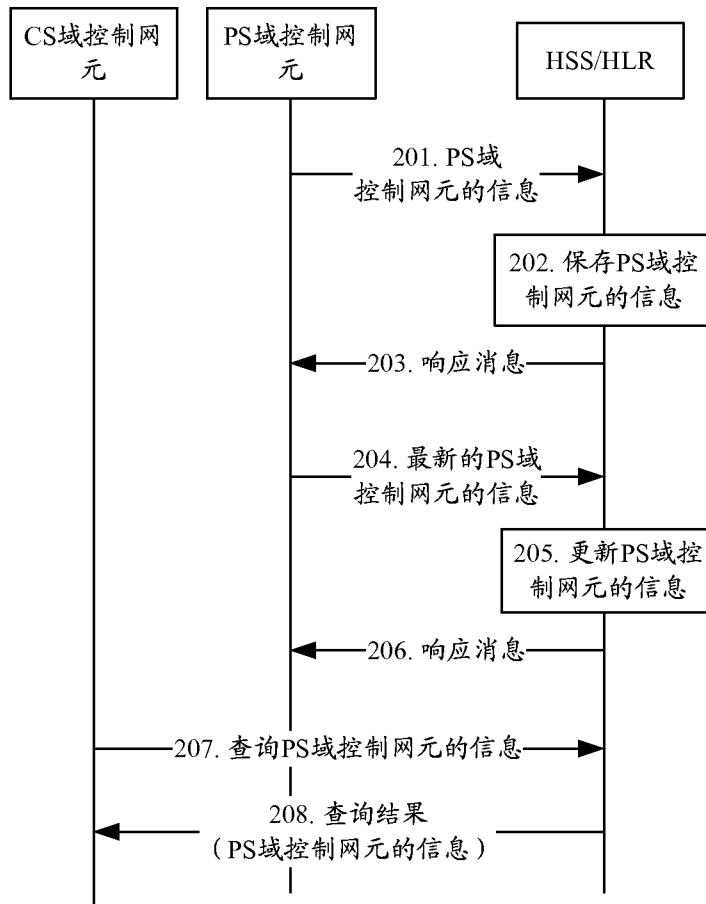 CS域控制网
元
PS域控制网
元
HSS/HLR
201. PS域
控制网元的信息
202. 保存PS域控
制网元的信息
203. 响应消息
204. 最新的PS域
控制网元的信息
205. 更新PS域控
制网元的信息
206. 响应消息
207. 查询PS域控制网元的信息
208. 查询结果
（PS域控制网元的信息）